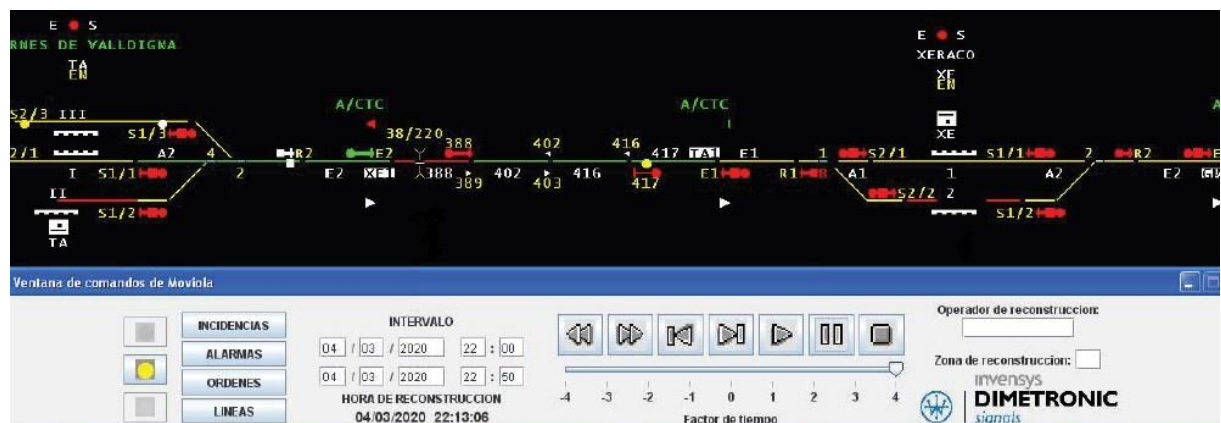 E S
RNES DE VALLDIGNA
TA
EN
E S
XERACO
XE
EN
A/CTC
A/CTC
S2/3 III
S1/3
38/220
388
402
416
XE
2/1 A2 4 R2 E2
417 TA1 E1 1 S2/1 S1/1 2 R2
I S1/1 2 E2 XE1 388 389 402 403 416 417 E1 R1 A1 1 A2 E2
II S2/2 2
S1/2
S1/2
TA
Ventana de comandos de Moviola
INCIDENCIAS
ALARMAS
ORDENES
LINEAS
INTERVALO
04 / 03 / 2020 22 : 00
04 / 03 / 2020 22 : 50
HORA DE RECONSTRUCCION
04/03/2020 22:13:06
-4 -3 -2 -1 0 1 2 3 4
Factor de tiempo
Operador de reconstruccion:
Zona de reconstruccion:
invensys
DIMETRONIC
signals